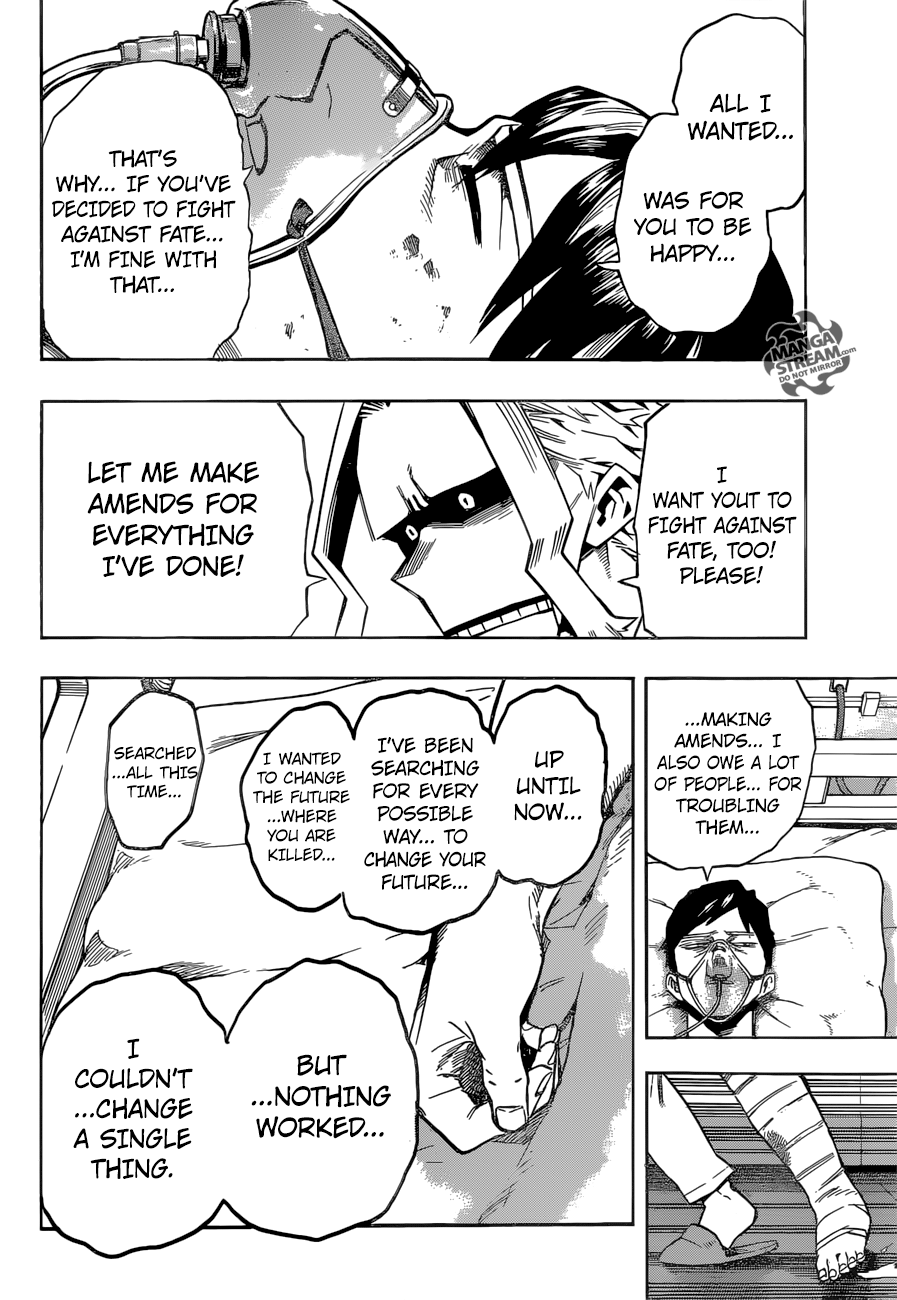 ALL I
WANTED...
WAS FOR
YOU TO BE
HAPPY...
THAT'S
WHY... IF YOU'VE
DECIDED TO FIGHT
AGAINST FATE...
I'M FINE WITH
THAT...
MANGA
STREAM.com
DO NOT MIRROR
I
WANT YOUT TO
FIGHT AGAINST
FATE, TOO!
PLEASE!
LET ME MAKE
AMENDS FOR
EVERYTHING
I'VE DONE!
...MAKING
AMENDS... I
ALSO OWE A LOT
OF PEOPLE... FOR
TROUBLING
THEM...
UP
UNTIL
NOW...
I'VE BEEN
SEARCHING
FOR EVERY
POSSIBLE
WAY... TO
CHANGE YOUR
FUTURE...
I WANTED
TO CHANGE
THE FUTURE
...WHERE
YOU ARE
KILLED...
SEARCHED
...ALL THIS
TIME...
BUT
...NOTHING
WORKED...
I
COULDN'T
...CHANGE
A SINGLE
THING.